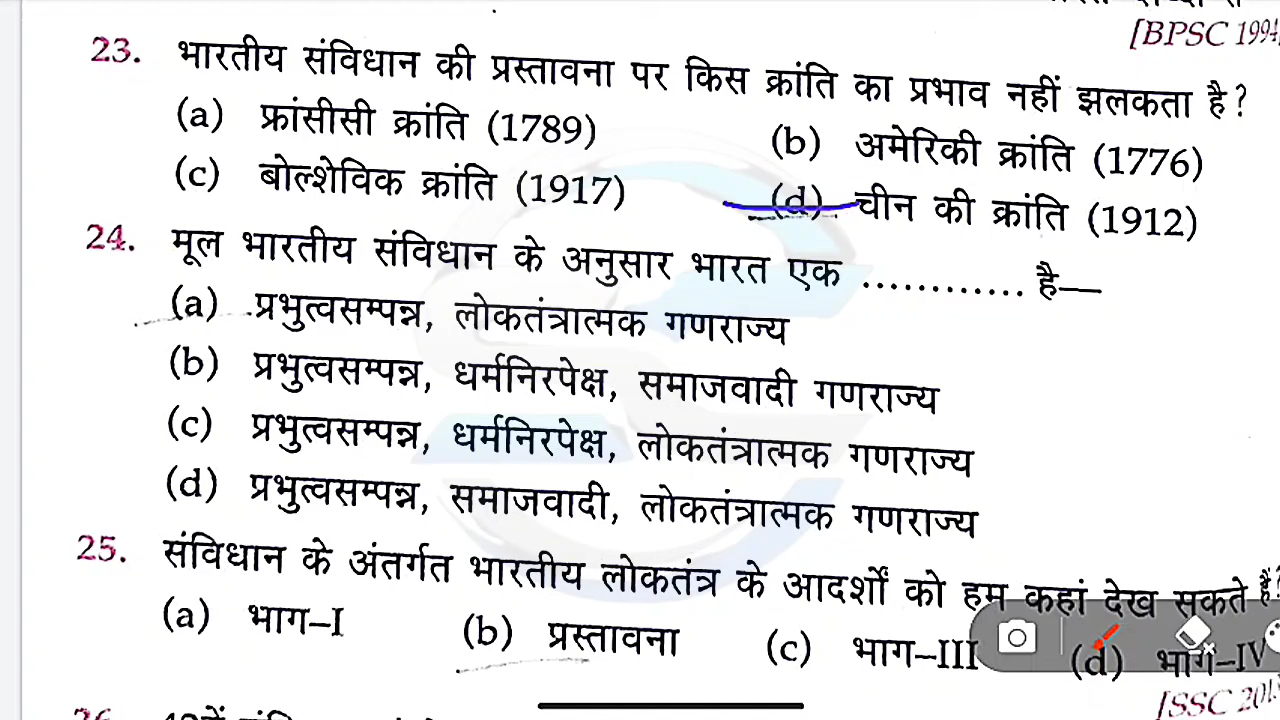 [BPSC 1994
23. भारतीय संविधान की प्रस्तावना पर किस क्रांति का प्रभाव नहीं झलकता है?
(a) फ्रांसीसी क्रांति (1789) (b) अमेरिकी क्रांति (1776)
(c) बोल्शेविक क्रांति (1917) (d) चीन की क्रांति (1912)
24. मूल भारतीय संविधान के अनुसार भारत एक ............ है—
(a) प्रभुत्वसम्पन्न, लोकतंत्रात्मक गणराज्य
(b) प्रभुत्वसम्पन्न, धर्मनिरपेक्ष, समाजवादी गणराज्य
(c) प्रभुत्वसम्पन्न, धर्मनिरपेक्ष, लोकतंत्रात्मक गणराज्य
(d) प्रभुत्वसम्पन्न, समाजवादी, लोकतंत्रात्मक गणराज्य
25. संविधान के अंतर्गत भारतीय लोकतंत्र के आदर्शों को हम कहां देख सकते हैं?
(a) भाग–I (b) प्रस्तावना (c) भाग–III (d) भाग–IV
[SSC 2013